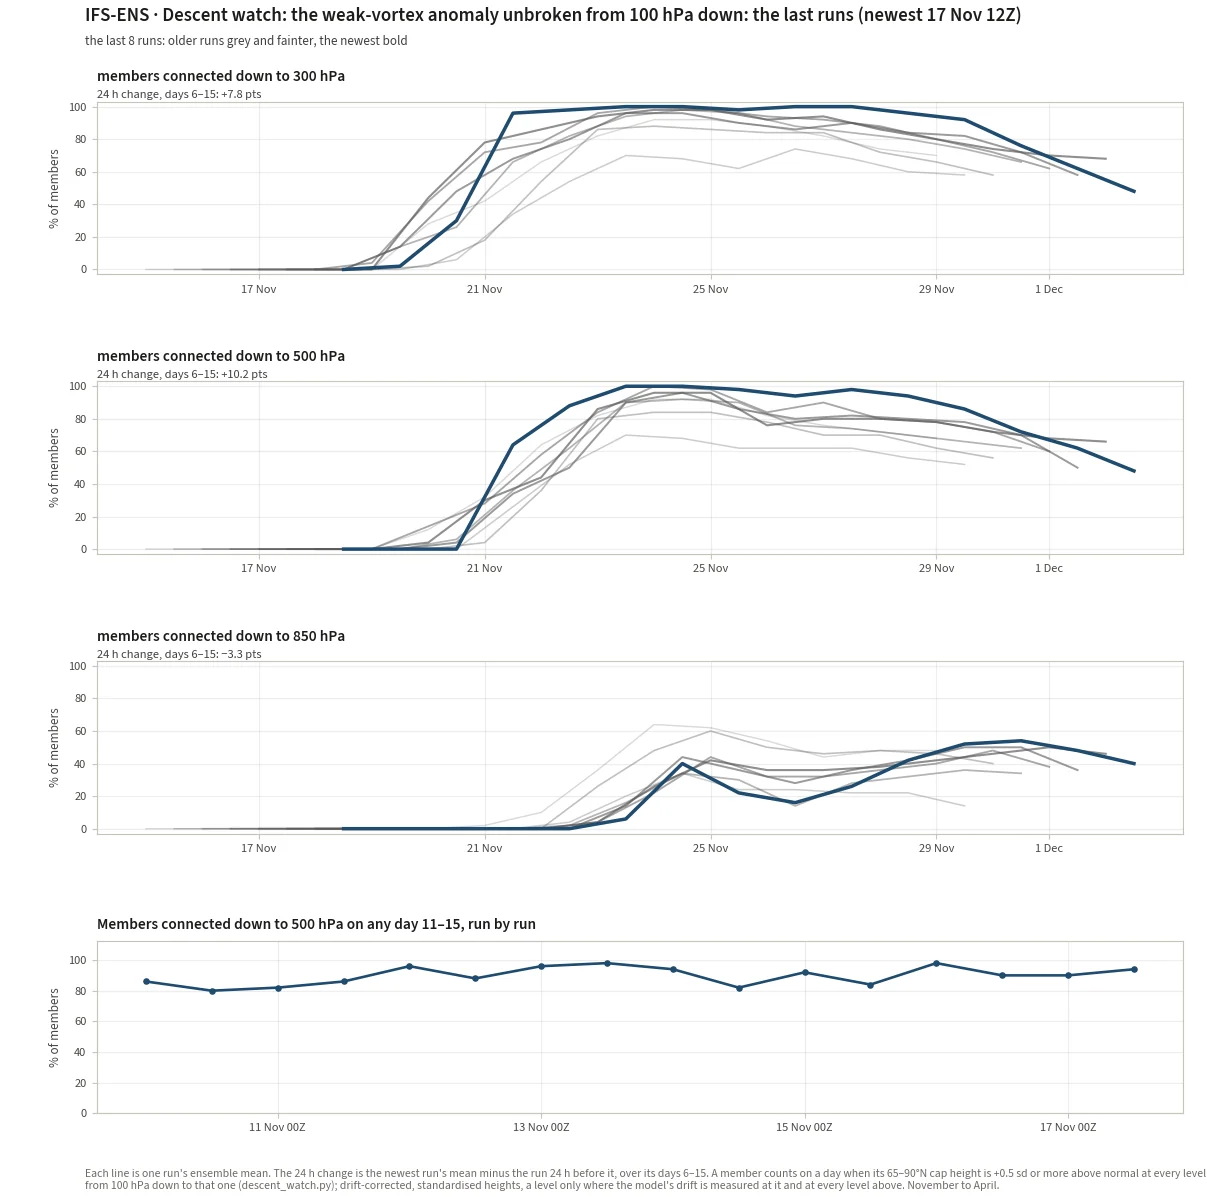 IFS-ENS · Descent watch: the weak-vortex anomaly unbroken from 100 hPa down: the last runs (newest 17 Nov 12Z)
the last 8 runs: older runs grey and fainter, the newest bold
members connected down to 300 hPa
24 h change, days 6–15: +7.8 pts
100
80
60
40
20
0
% of members
17 Nov
21 Nov
25 Nov
29 Nov
1 Dec
members connected down to 500 hPa
24 h change, days 6–15: +10.2 pts
100
80
60
40
20
0
% of members
17 Nov
21 Nov
25 Nov
29 Nov
1 Dec
members connected down to 850 hPa
24 h change, days 6–15: −3.3 pts
100
80
60
40
20
0
% of members
17 Nov
21 Nov
25 Nov
29 Nov
1 Dec
Members connected down to 500 hPa on any day 11–15, run by run
100
80
60
40
20
0
% of members
11 Nov 00Z
13 Nov 00Z
15 Nov 00Z
17 Nov 00Z
Each line is one run's ensemble mean. The 24 h change is the newest run's mean minus the run 24 h before it, over its days 6–15. A member counts on a day when its 65–90°N cap height is +0.5 sd or more above normal at every level
from 100 hPa down to that one (descent_watch.py); drift-corrected, standardised heights, a level only where the model's drift is measured at it and at every level above. November to April.